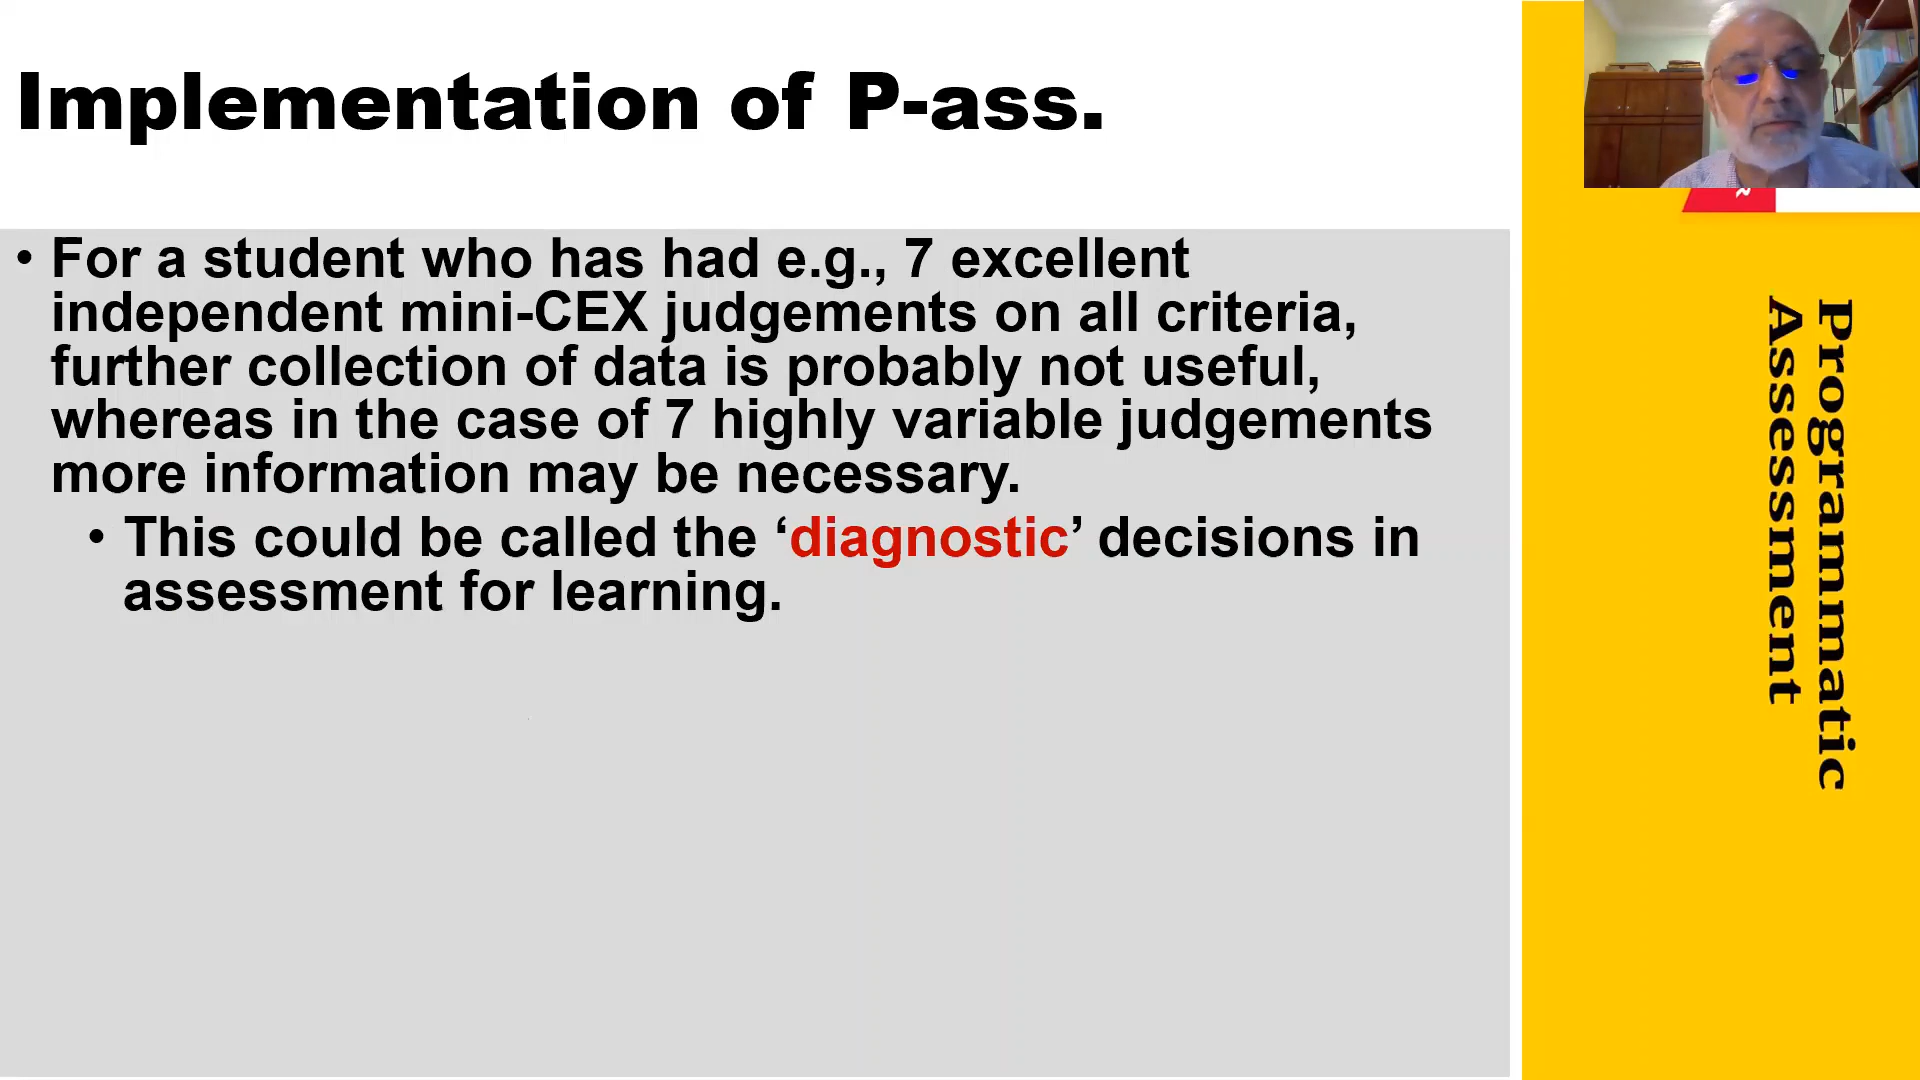 Implementation of P-ass.
• For a student who has had e.g., 7 excellent
independent mini-CEX judgements on all criteria,
further collection of data is probably not useful,
whereas in the case of 7 highly variable judgements
more information may be necessary.
• This could be called the ‘diagnostic’ decisions in
assessment for learning.
Programmatic
Assessment